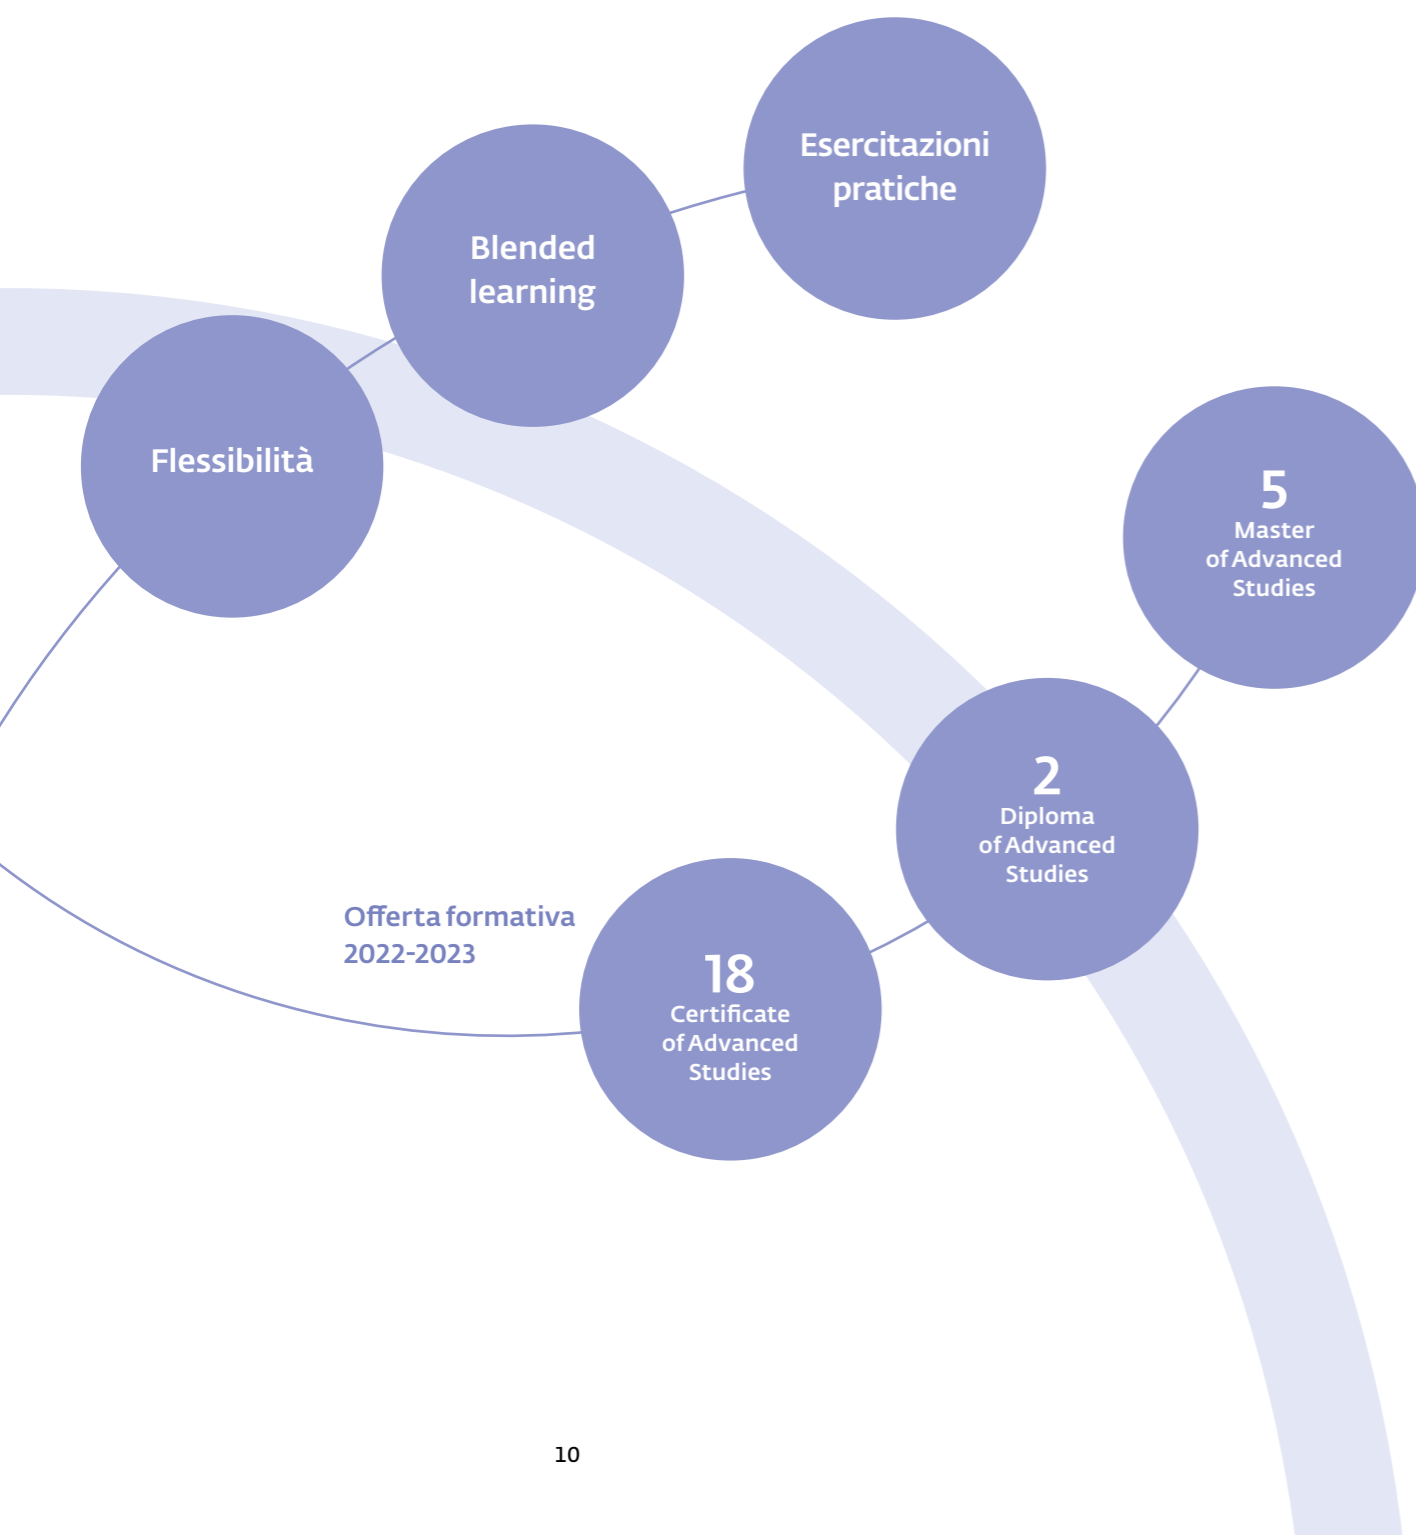 Esercitazioni
pratiche
Blended
learning
Flessibilità
5
Master
of Advanced
Studies
2
Diploma
of Advanced
Studies
Offerta formativa
2022-2023
18
Certificate
of Advanced
Studies
10